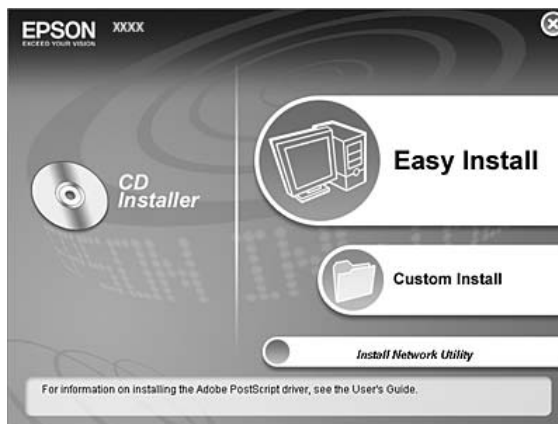 EPSON XXXX
EXCEED YOUR VISION
CD
Installer
Easy Install
Custom Install
Install Network Utility
For information on installing the Adobe PostScript driver, see the User's Guide.